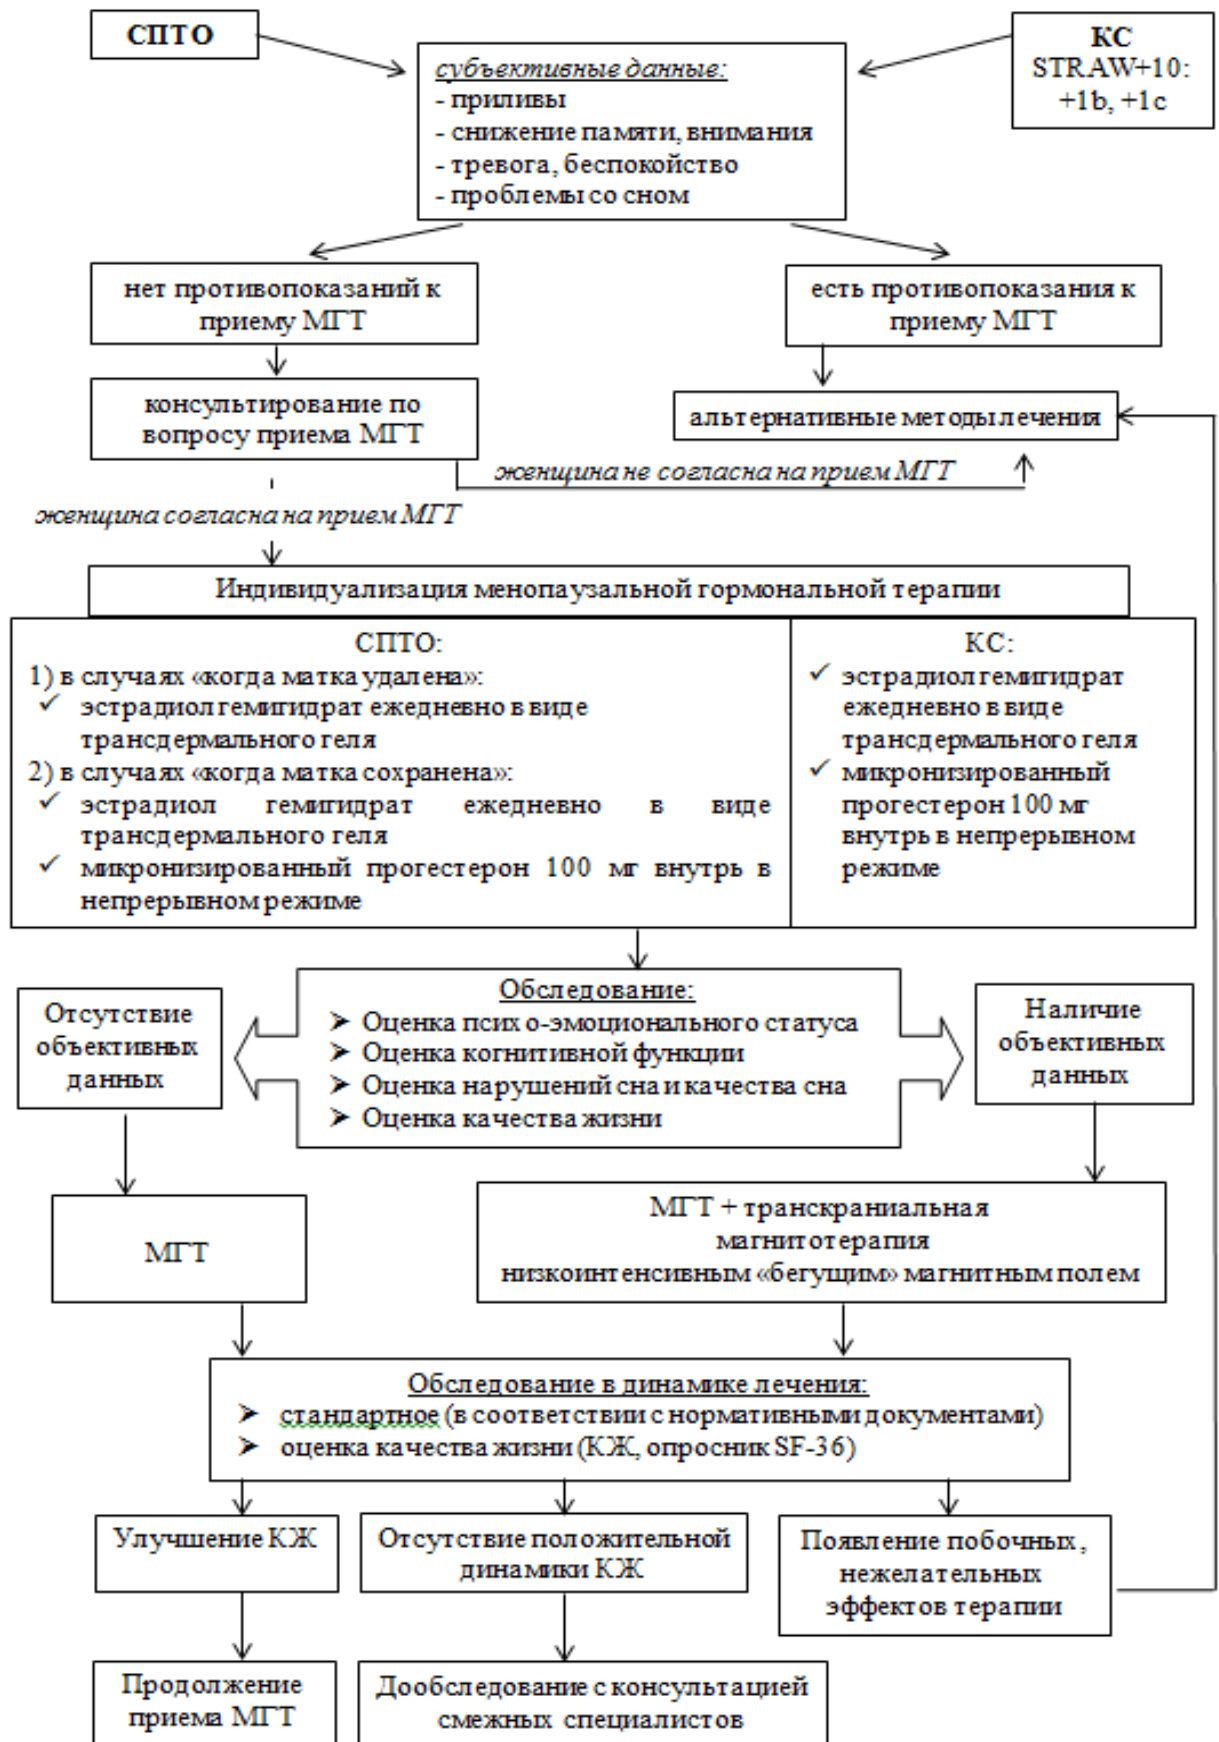 СПТО
КС
STRAW+10:
+1b, +1c
субъективные данные:
- приливы
- снижение памяти, внимания
- тревога, беспокойство
- проблемы со сном
нет противопоказаний к
приему МГТ
есть противопоказания к
приему МГТ
консультирование по
вопросу приема МГТ
альтернативные методы лечения
женщина не согласна на прием МГТ
женщина согласна на прием МГТ
Индивидуализация менопаузальной гормональной терапии
СПТО:
1) в случаях «когда матка удалена»:
✓ эстрадиол гемигидрат ежедневно в виде
трансдермального геля
2) в случаях «когда матка сохранена»:
✓ эстрадиол гемигидрат ежедневно в виде
трансдермального геля
✓ микронизированный прогестерон 100 мг внутрь в
непрерывном режиме
КС:
✓ эстрадиол гемигидрат
ежедневно в виде
трансдермального геля
✓ микронизированный
прогестерон 100 мг
внутрь в непрерывном
режиме
Отсутствие
объективных
данных
Обследование:
➢ Оценка псих о-эмоционального статуса
➢ Оценка когнитивной функции
➢ Оценка нарушений сна и качества сна
➢ Оценка качества жизни
Наличие
объективных
данных
МГТ
МГТ + транскраниальная
магнитотерапия
низкоинтенсивным «бегущим» магнитным полем
Обследование в динамике лечения:
➢ стандартное (в соответствии с нормативными документами)
➢ оценка качества жизни (КЖ, опросник SF-36)
Улучшение КЖ
Отсутствие положительной
динамики КЖ
Появление побочных ,
нежелательных
эффектов терапии
Продолжение
приема МГТ
Дообследование с консультацией
смежных специалистов